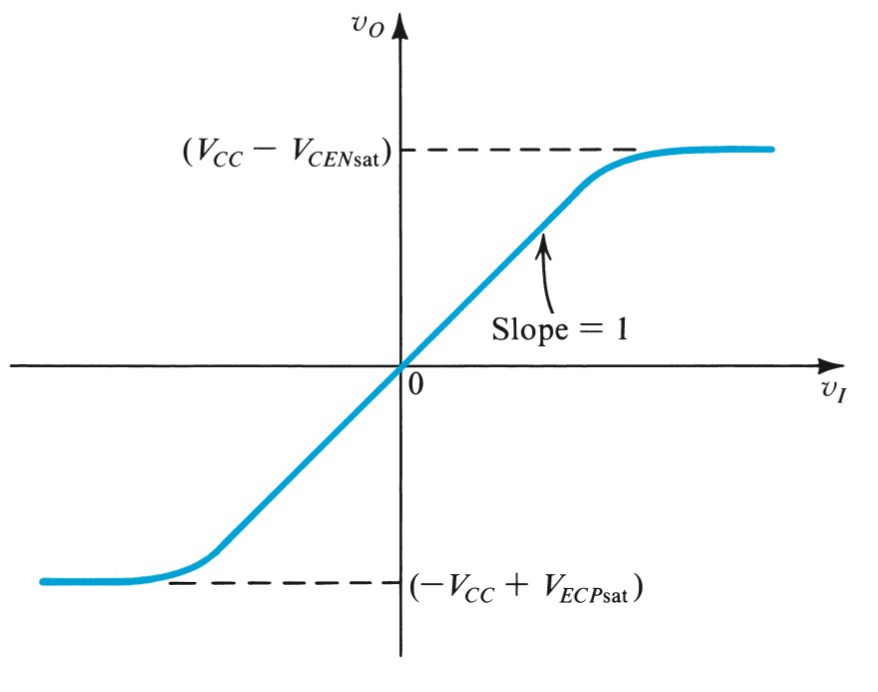 v_O
(V_CC − V_CENsat)
Slope = 1
0
v_I
(−V_CC + V_ECPsat)